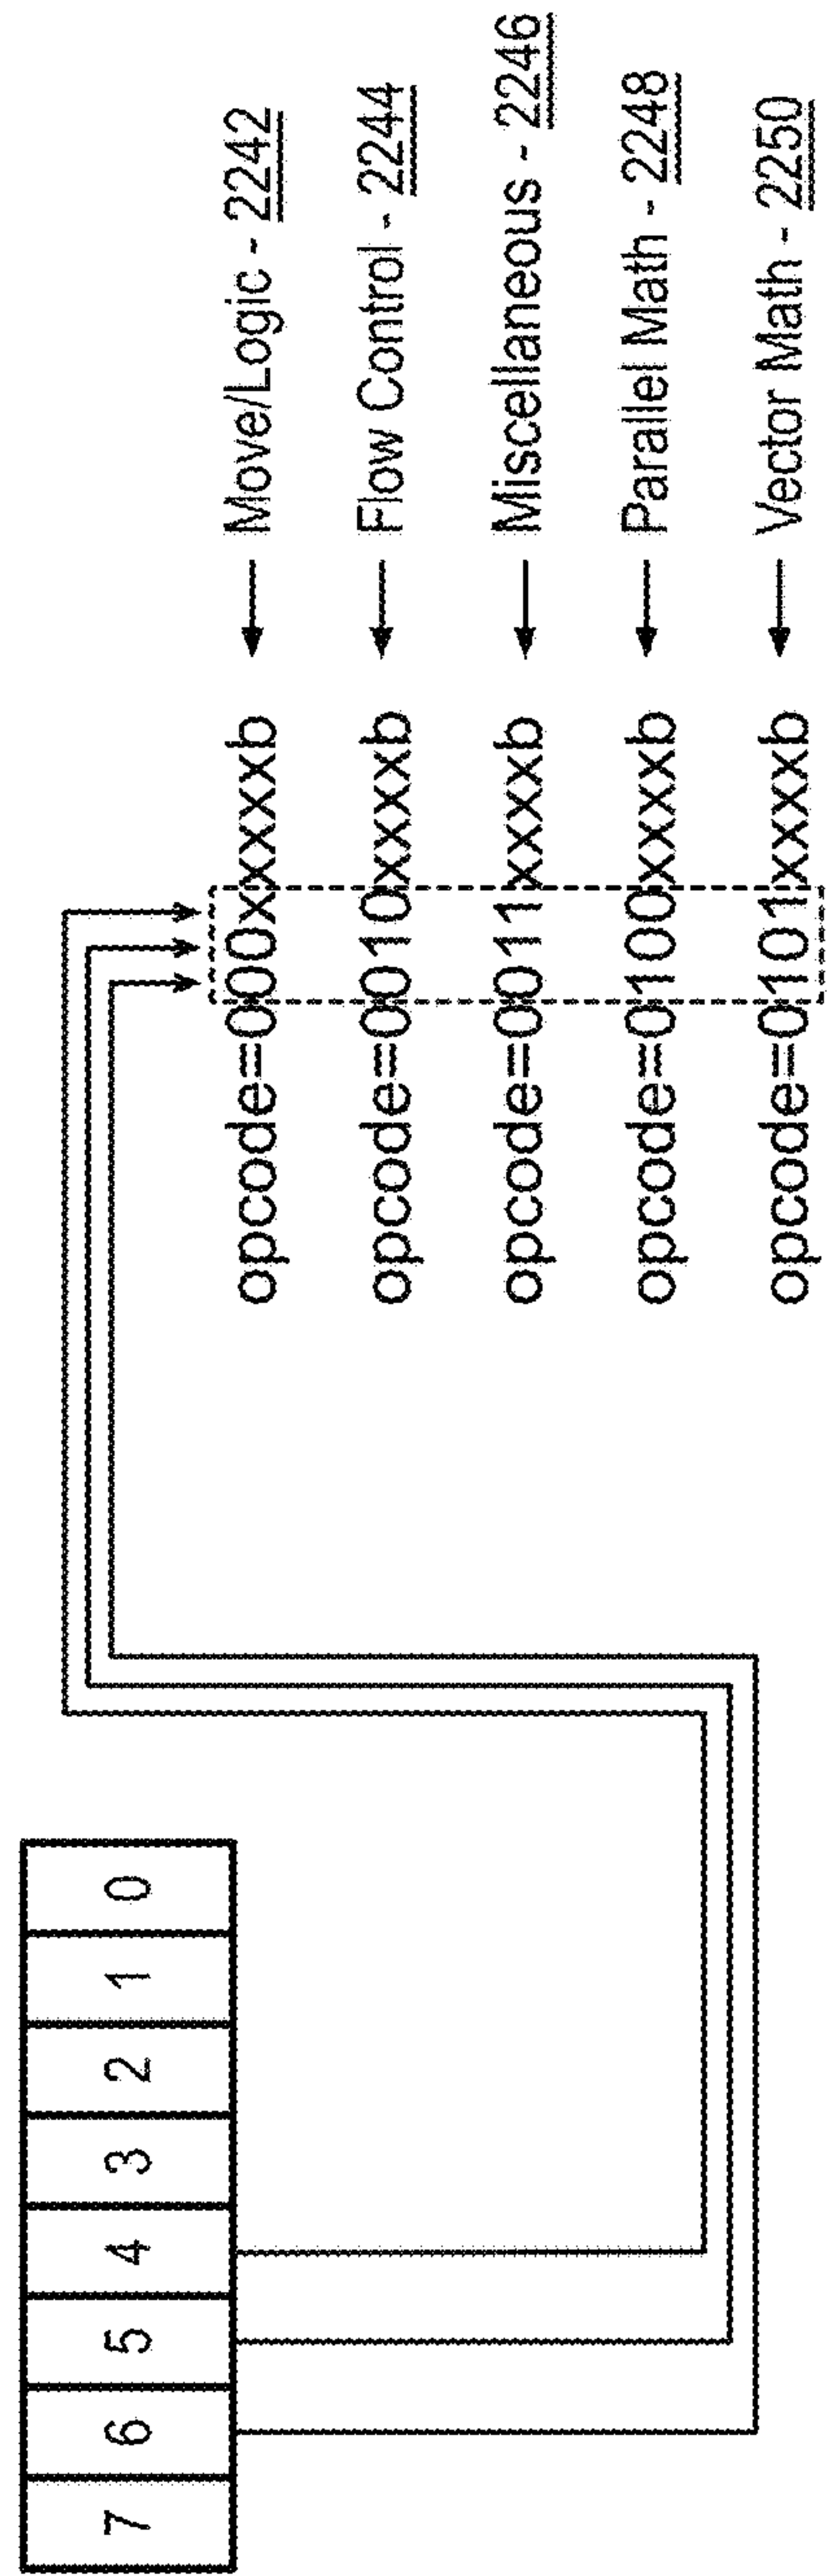 7 6 5 4 3 2 1 0
opcode=000xxxxxb ← Move/Logic - 2242
opcode=0010xxxxb ← Flow Control - 2244
opcode=0011xxxxb ← Miscellaneous - 2246
opcode=0100xxxxb ← Parallel Math - 2248
opcode=0101xxxxb ← Vector Math - 2250